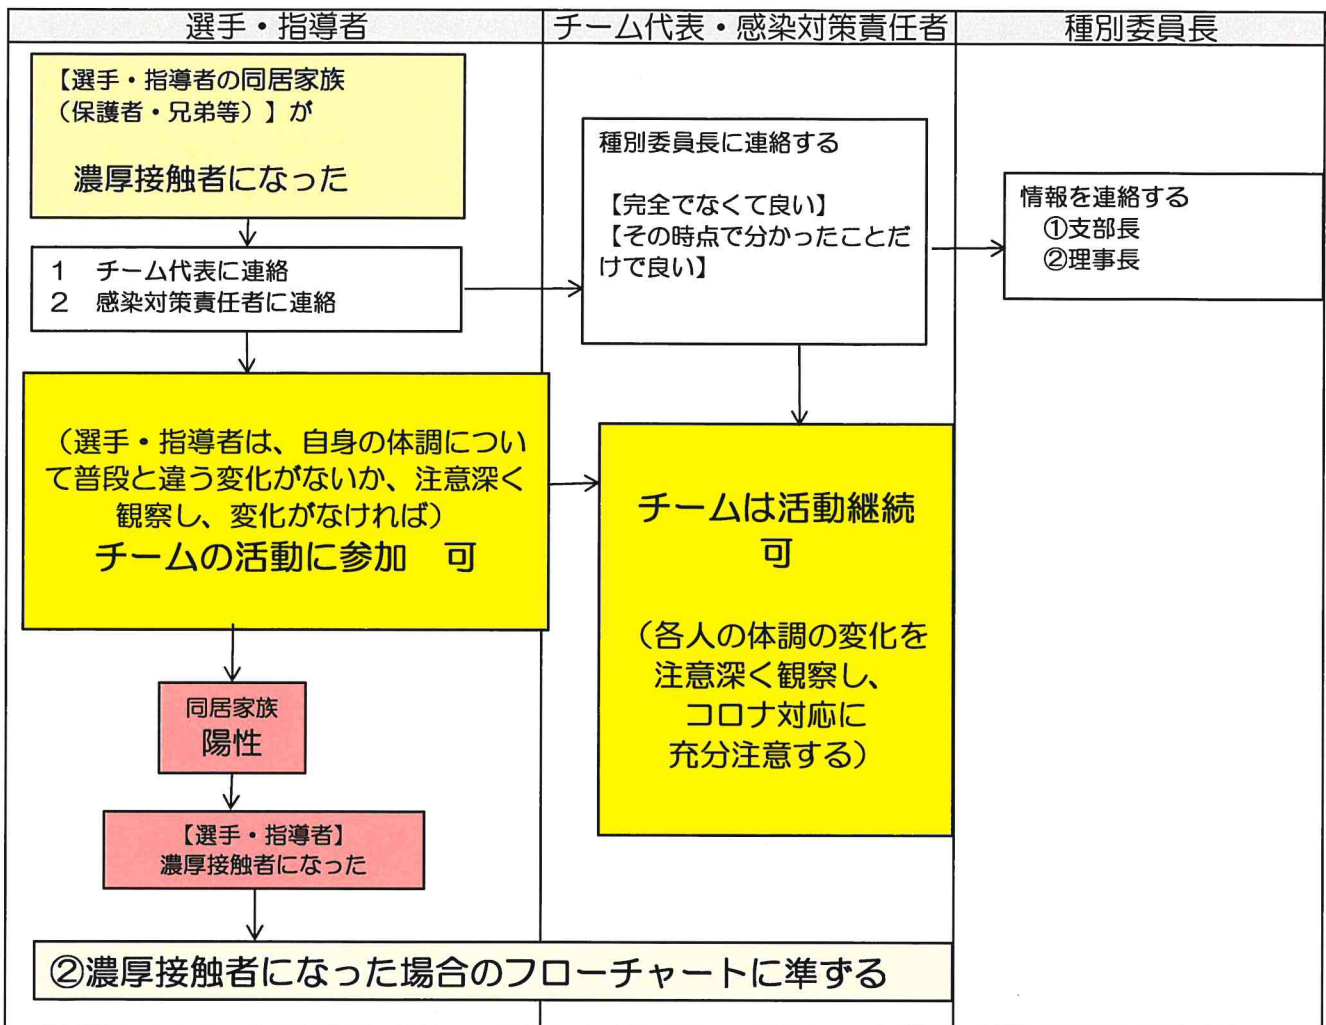 選手・指導者
チーム代表・感染対策責任者
種別委員長
【選手・指導者の同居家族
（保護者・兄弟等）】が
濃厚接触者になった
1　チーム代表に連絡
2　感染対策責任者に連絡
種別委員長に連絡する
【完全でなくて良い】
【その時点で分かったことだ
けで良い】
情報を連絡する
①支部長
②理事長
（選手・指導者は、自身の体調につい
て普段と違う変化がないか、注意深く
観察し、変化がなければ）
チームの活動に参加　可
チームは活動継続
可
（各人の体調の変化を
注意深く観察し、
コロナ対応に
充分注意する）
同居家族
陽性
【選手・指導者】
濃厚接触者になった
②濃厚接触者になった場合のフローチャートに準ずる